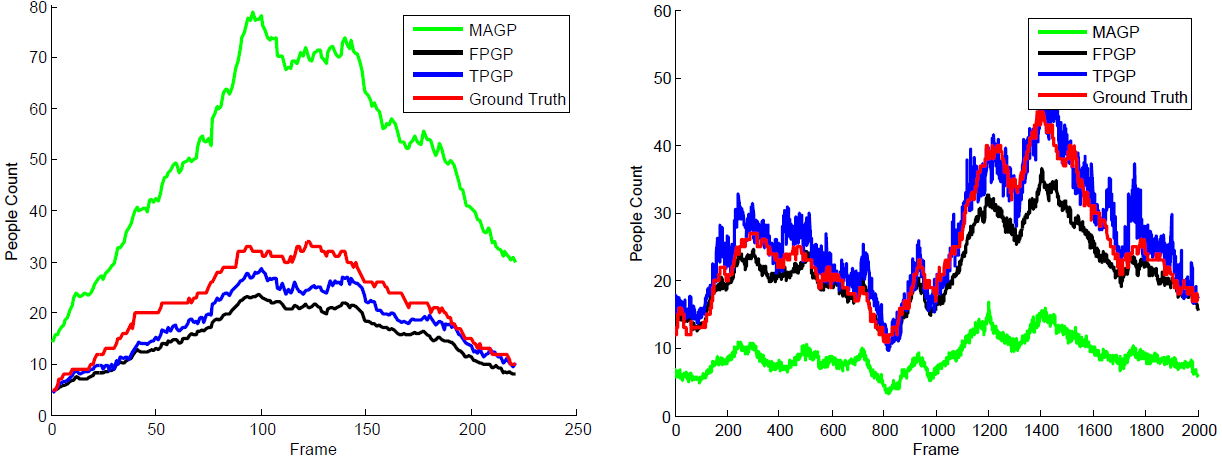 80
70
60
50
40
30
20
10
0
People Count
0
50
100
150
200
250
Frame
MAGP
FPGP
TPGP
Ground Truth
60
50
40
30
20
10
0
People Count
0
200
400
600
800
1000
1200
1400
1600
1800
2000
Frame
MAGP
FPGP
TPGP
Ground Truth